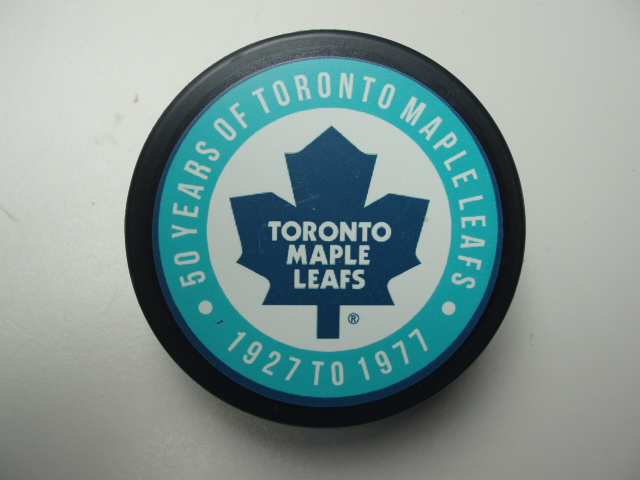 50 YEARS OF TORONTO MAPLE LEAFS
TORONTO
MAPLE
LEAFS
®
• 1927 TO 1977 •